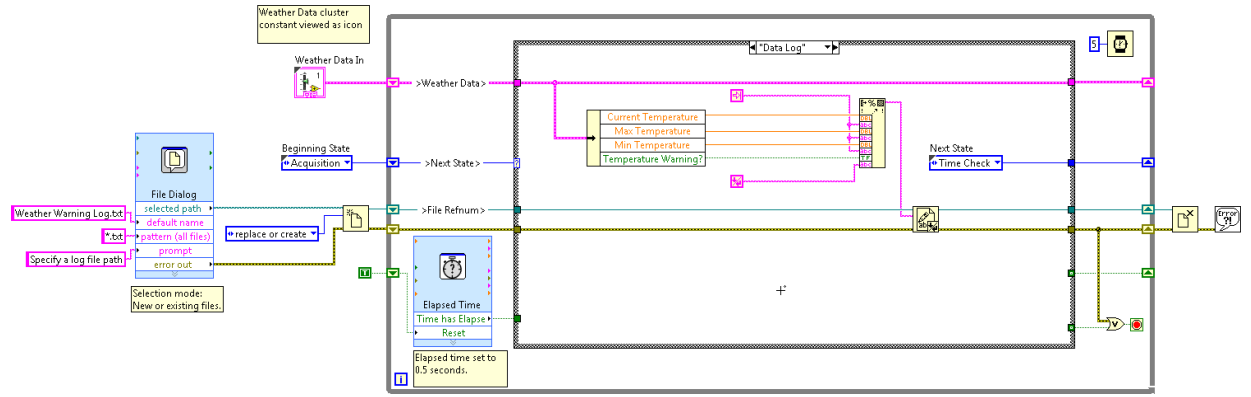 Weather Data cluster
constant viewed as icon
Weather Data In
1
>Weather Data>
"Data Log"
5
Current Temperature
Max Temperature
Min Temperature
Temperature Warning?
Beginning State
Acquisition
>Next State>
?
Next State
Time Check
File Dialog
selected path
default name
pattern (all files)
prompt
error out
Weather Warning Log.txt
*.txt
Specify a log file path
replace or create
>File Refnum>
Error
?!
T
Selection mode:
New or existing files.
Elapsed Time
Time has Elapse
Reset
Elapsed time set to
0.5 seconds.
i
V